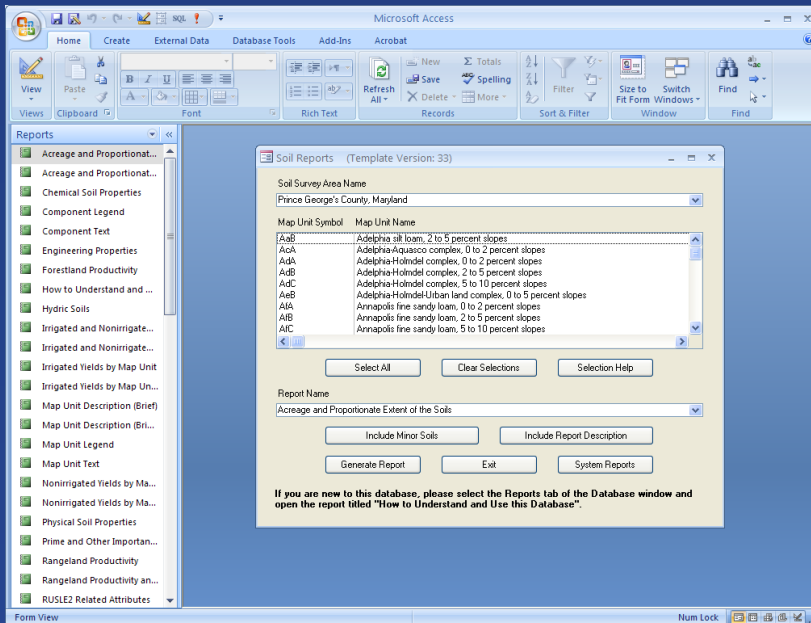 SQL
Microsoft Access
Home Create External Data Database Tools Add-Ins Acrobat
View
Paste
B I U
A
New
Save
Delete
Σ Totals
Spelling
More
Refresh
All
Filter
Size to
Fit Form
Switch
Windows
Find
Views Clipboard Font Rich Text Records Sort & Filter Window Find
Reports
Acreage and Proportionat...
Acreage and Proportionat...
Chemical Soil Properties
Component Legend
Component Text
Engineering Properties
Forestland Productivity
How to Understand and ...
Hydric Soils
Irrigated and Nonirrigate...
Irrigated and Nonirrigate...
Irrigated Yields by Map Unit
Irrigated Yields by Map Un...
Map Unit Description (Brief)
Map Unit Description (Bri...
Map Unit Legend
Map Unit Text
Nonirrigated Yields by Ma...
Nonirrigated Yields by Ma...
Physical Soil Properties
Prime and Other Importan...
Rangeland Productivity
Rangeland Productivity an...
RUSLE2 Related Attributes
Soil Reports (Template Version: 33)
Soil Survey Area Name
Prince George's County, Maryland
Map Unit Symbol Map Unit Name
AaB Adelphia silt loam, 2 to 5 percent slopes
AcA Adelphia-Aquasco complex, 0 to 2 percent slopes
AdA Adelphia-Holmdel complex, 0 to 2 percent slopes
AdB Adelphia-Holmdel complex, 2 to 5 percent slopes
AdC Adelphia-Holmdel complex, 5 to 10 percent slopes
AeB Adelphia-Holmdel-Urban land complex, 0 to 5 percent slopes
AfA Annapolis fine sandy loam, 0 to 2 percent slopes
AfB Annapolis fine sandy loam, 2 to 5 percent slopes
AfC Annapolis fine sandy loam, 5 to 10 percent slopes
Select All Clear Selections Selection Help
Report Name
Acreage and Proportionate Extent of the Soils
Include Minor Soils Include Report Description
Generate Report Exit System Reports
If you are new to this database, please select the Reports tab of the Database window and
open the report titled "How to Understand and Use this Database".
Form View Num Lock